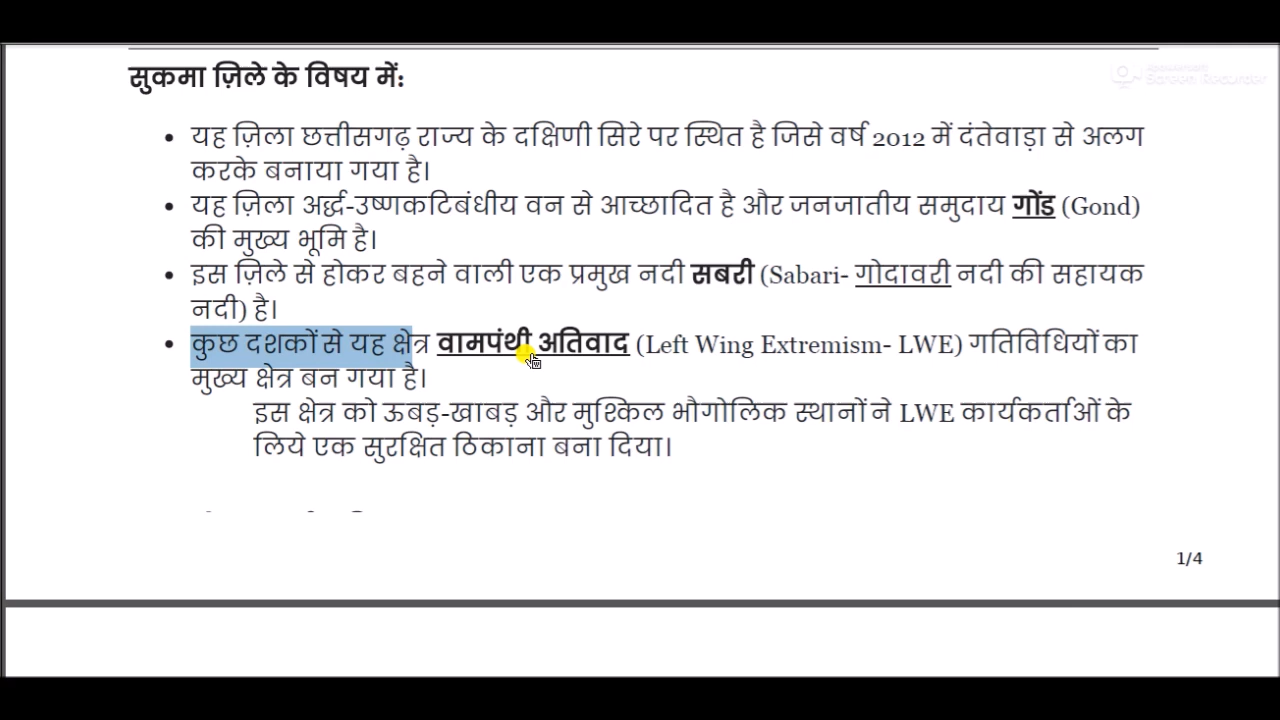 सुकमा ज़िले के विषय में:
• यह ज़िला छत्तीसगढ़ राज्य के दक्षिणी सिरे पर स्थित है जिसे वर्ष 2012 में दंतेवाड़ा से अलग
करके बनाया गया है।
• यह ज़िला अर्द्ध-उष्णकटिबंधीय वन से आच्छादित है और जनजातीय समुदाय गोंड (Gond)
की मुख्य भूमि है।
• इस ज़िले से होकर बहने वाली एक प्रमुख नदी सबरी (Sabari- गोदावरी नदी की सहायक
नदी) है।
• कुछ दशकों से यह क्षेत्र वामपंथी अतिवाद (Left Wing Extremism- LWE) गतिविधियों का
मुख्य क्षेत्र बन गया है।
इस क्षेत्र को ऊबड़-खाबड़ और मुश्किल भौगोलिक स्थानों ने LWE कार्यकर्ताओं के
लिये एक सुरक्षित ठिकाना बना दिया।
1/4
Screen Recorder